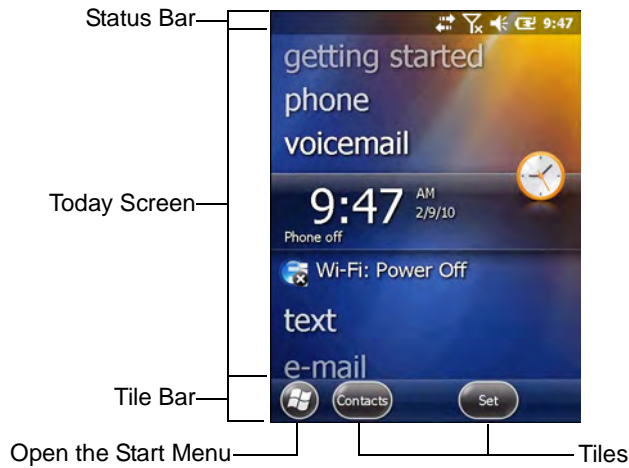 Status Bar
9:47
getting started
phone
voicemail
Today Screen
9:47 AM
2/9/10
Phone off
Wi-Fi: Power Off
text
e-mail
Tile Bar
Contacts
Set
Open the Start Menu
Tiles